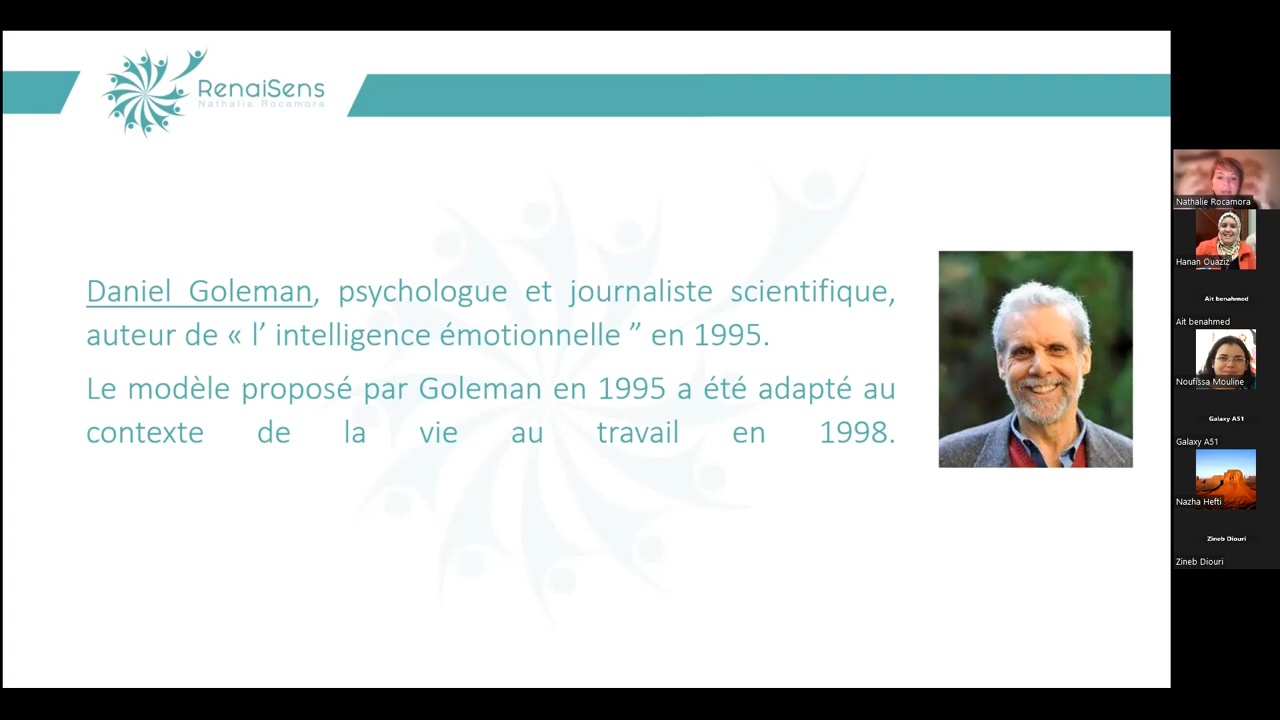 RenaiSens
Nathalie Rocamora
Daniel Goleman, psychologue et journaliste scientifique,
auteur de « l’ intelligence émotionnelle ” en 1995.
Le modèle proposé par Goleman en 1995 a été adapté au
contexte de la vie au travail en 1998.
Nathalie Rocamora
Hanan Ouaziz
Ait benahmed
Ait benahmed
Noufissa Mouline
Galaxy A51
Galaxy A51
Nazha Hefti
Zineb Diouri
Zineb Diouri